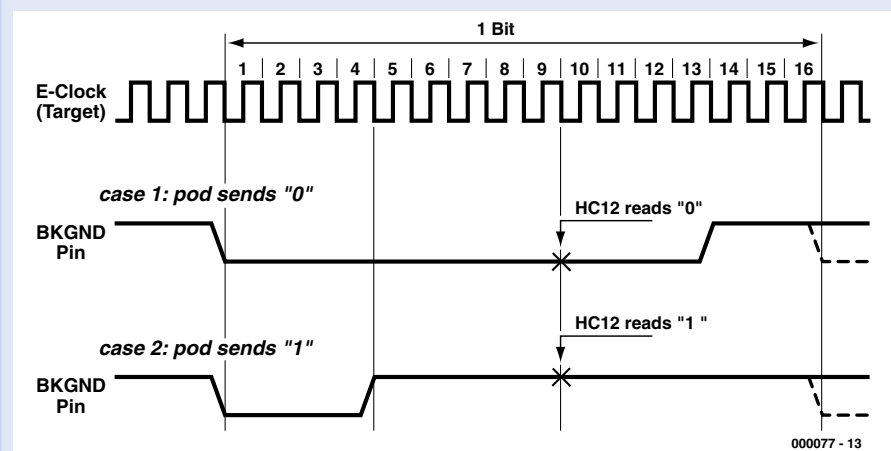 1 Bit
1 2 3 4 5 6 7 8 9 10 11 12 13 14 15 16
E-Clock
(Target)
case 1: pod sends "0"
HC12 reads "0"
BKGND
Pin
HC12 reads "1 "
case 2: pod sends "1"
BKGND
Pin
000077 - 13